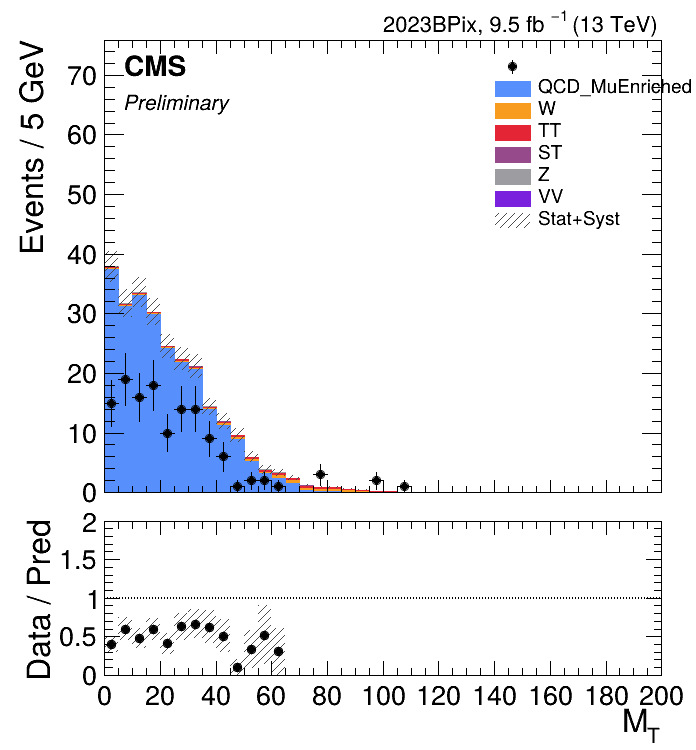 2023BPix, 9.5 fb⁻¹ (13 TeV)
CMS
Preliminary
QCD_MuEnriched
W
TT
ST
Z
VV
Stat+Syst
Events / 5 GeV
70
60
50
40
30
20
10
0
Data / Pred
2
1.5
1
0.5
0
0 20 40 60 80 100 120 140 160 180 200
M_T